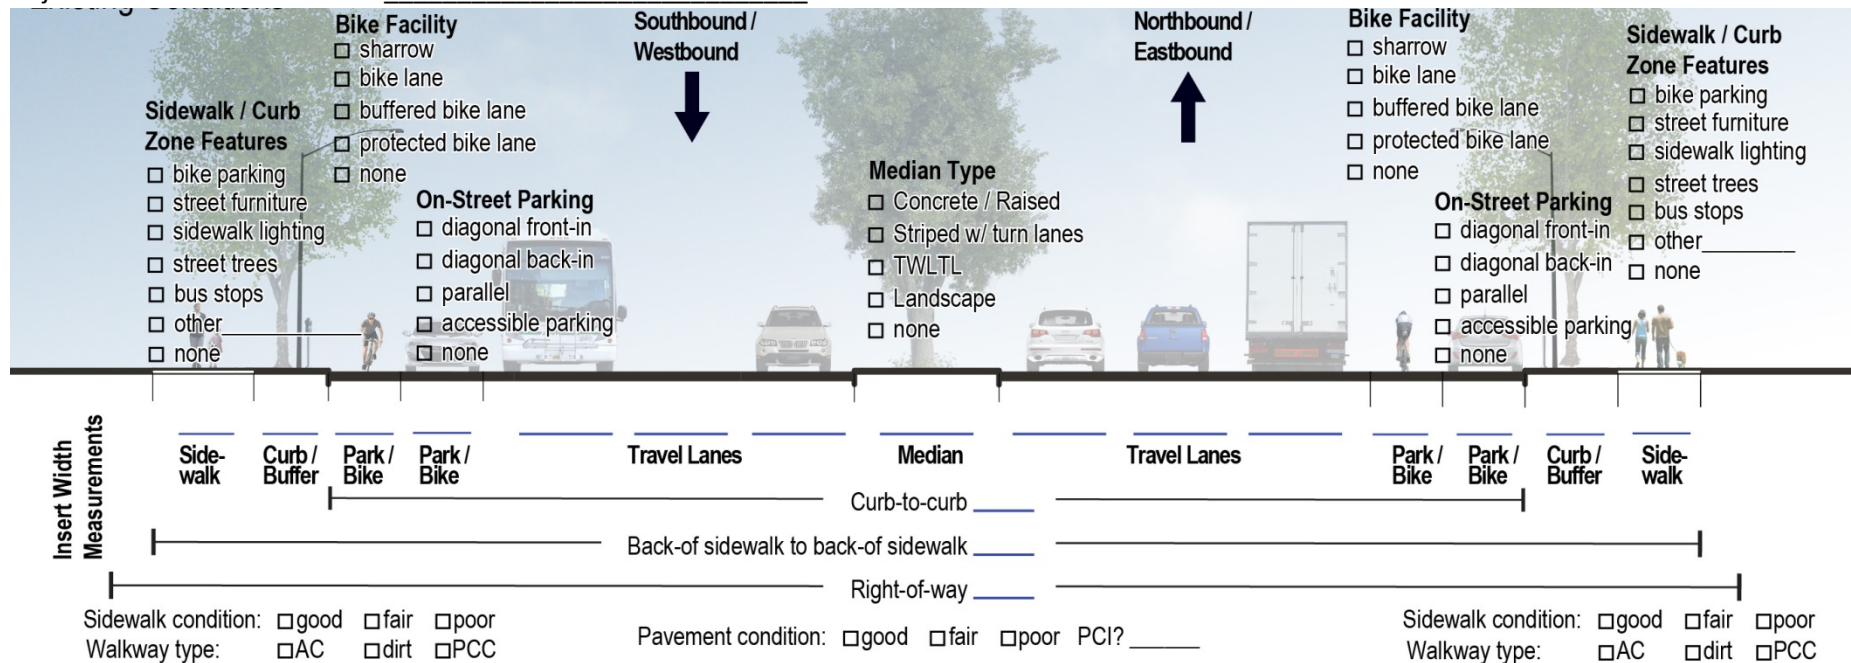 Existing Conditions
Bike Facility
☐ sharrow
☐ bike lane
☐ buffered bike lane
☐ protected bike lane
☐ none
Sidewalk / Curb
Zone Features
☐ bike parking
☐ street furniture
☐ sidewalk lighting
☐ street trees
☐ bus stops
☐ other____________
☐ none
On-Street Parking
☐ diagonal front-in
☐ diagonal back-in
☐ parallel
☐ accessible parking
☐ none
Southbound /
Westbound
Median Type
☐ Concrete / Raised
☐ Striped w/ turn lanes
☐ TWLTL
☐ Landscape
☐ none
Northbound /
Eastbound
Bike Facility
☐ sharrow
☐ bike lane
☐ buffered bike lane
☐ protected bike lane
☐ none
On-Street Parking
☐ diagonal front-in
☐ diagonal back-in
☐ parallel
☐ accessible parking
☐ none
Sidewalk / Curb
Zone Features
☐ bike parking
☐ street furniture
☐ sidewalk lighting
☐ street trees
☐ bus stops
☐ other________
☐ none
Insert Width
Measurements
Side-
walk
Curb /
Buffer
Park /
Bike
Park /
Bike
Travel Lanes
Median
Travel Lanes
Park /
Bike
Park /
Bike
Curb /
Buffer
Side-
walk
Curb-to-curb _____
Back-of sidewalk to back-of sidewalk _____
Right-of-way _____
Sidewalk condition: ☐good ☐fair ☐poor
Walkway type: ☐AC ☐dirt ☐PCC
Pavement condition: ☐good ☐fair ☐poor PCI? ______
Sidewalk condition: ☐good ☐fair ☐poor
Walkway type: ☐AC ☐dirt ☐PCC